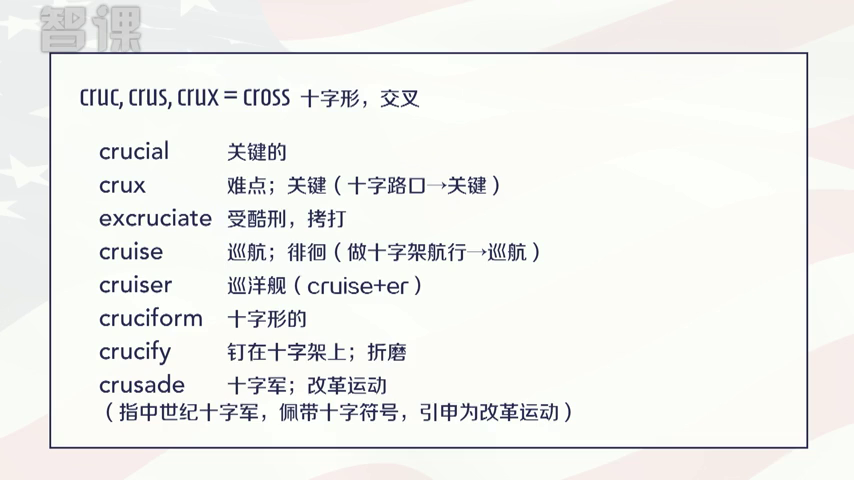 智课
cruc, crus, crux = cross 十字形，交叉
crucial 关键的
crux 难点；关键（十字路口→关键）
excruciate 受酷刑，拷打
cruise 巡航；徘徊（做十字架航行→巡航）
cruiser 巡洋舰（cruise+er）
cruciform 十字形的
crucify 钉在十字架上；折磨
crusade 十字军；改革运动
（指中世纪十字军，佩带十字符号，引申为改革运动）